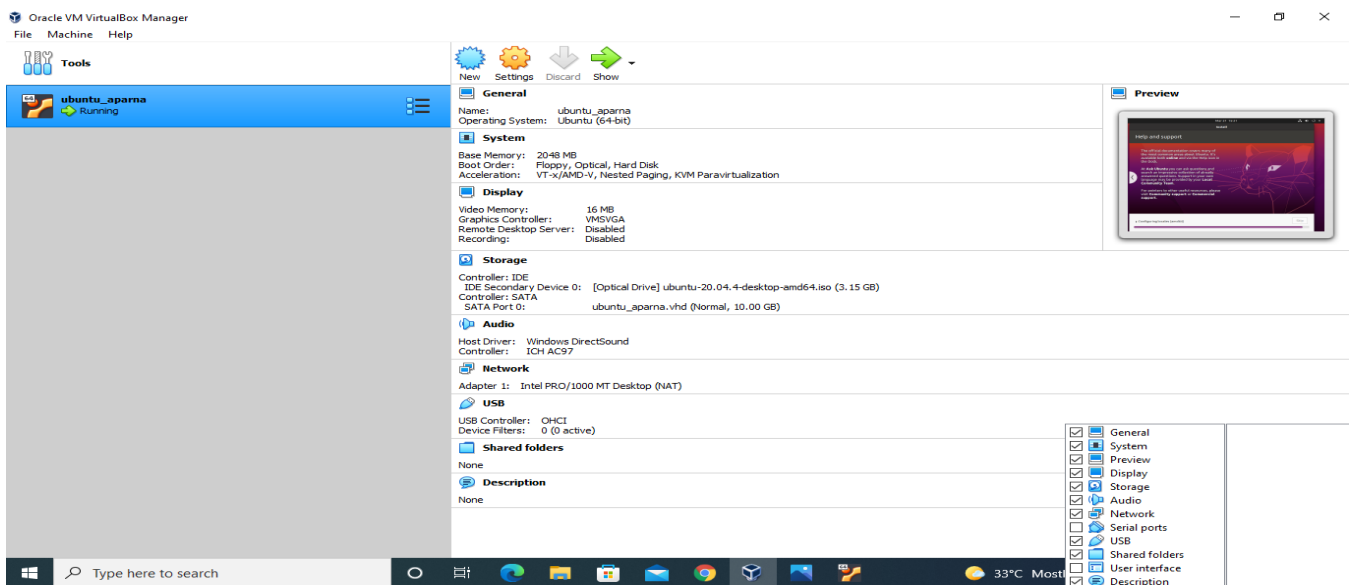 Oracle VM VirtualBox Manager
File Machine Help
Tools
New Settings Discard Show
64 ubuntu_aparna
Running
General
Name: ubuntu_aparna
Operating System: Ubuntu (64-bit)
System
Base Memory: 2048 MB
Boot Order: Floppy, Optical, Hard Disk
Acceleration: VT-x/AMD-V, Nested Paging, KVM Paravirtualization
Display
Video Memory: 16 MB
Graphics Controller: VMSVGA
Remote Desktop Server: Disabled
Recording: Disabled
Storage
Controller: IDE
IDE Secondary Device 0: [Optical Drive] ubuntu-20.04.4-desktop-amd64.iso (3.15 GB)
Controller: SATA
SATA Port 0: ubuntu_aparna.vhd (Normal, 10.00 GB)
Audio
Host Driver: Windows DirectSound
Controller: ICH AC97
Network
Adapter 1: Intel PRO/1000 MT Desktop (NAT)
USB
USB Controller: OHCI
Device Filters: 0 (0 active)
Shared folders
None
Description
None
Preview
Help and support
General
System
Preview
Display
Storage
Audio
Network
Serial ports
USB
Shared folders
User interface
Description
Type here to search
33°C Mostl